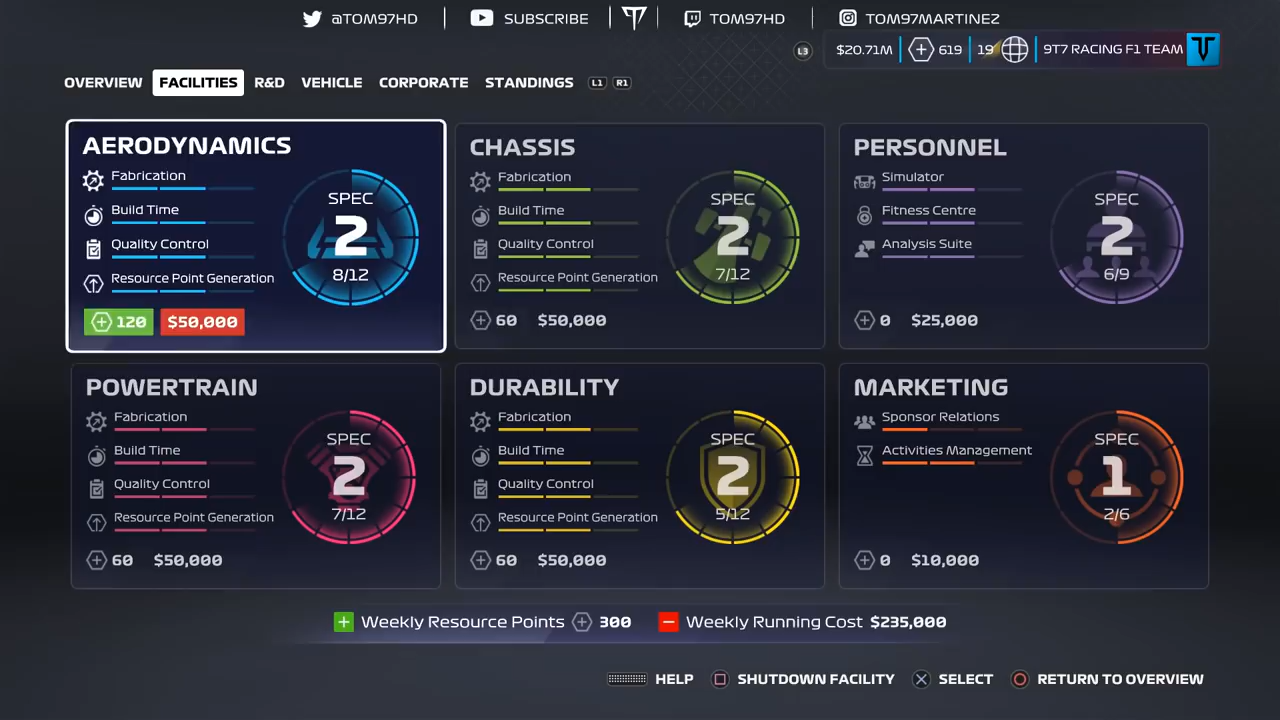 @TOM97HD SUBSCRIBE TOM97HD TOM97MARTINEZ
L3 $20.71M 619 19 9T7 RACING F1 TEAM
OVERVIEW FACILITIES R&D VEHICLE CORPORATE STANDINGS L1 R1
AERODYNAMICS
Fabrication
Build Time
Quality Control
Resource Point Generation
SPEC
2
8/12
120 $50,000
CHASSIS
Fabrication
Build Time
Quality Control
Resource Point Generation
SPEC
2
7/12
60 $50,000
PERSONNEL
Simulator
Fitness Centre
Analysis Suite
SPEC
2
6/9
0 $25,000
POWERTRAIN
Fabrication
Build Time
Quality Control
Resource Point Generation
SPEC
2
7/12
60 $50,000
DURABILITY
Fabrication
Build Time
Quality Control
Resource Point Generation
SPEC
2
5/12
60 $50,000
MARKETING
Sponsor Relations
Activities Management
SPEC
1
2/6
0 $10,000
Weekly Resource Points 300 Weekly Running Cost $235,000
HELP SHUTDOWN FACILITY SELECT RETURN TO OVERVIEW